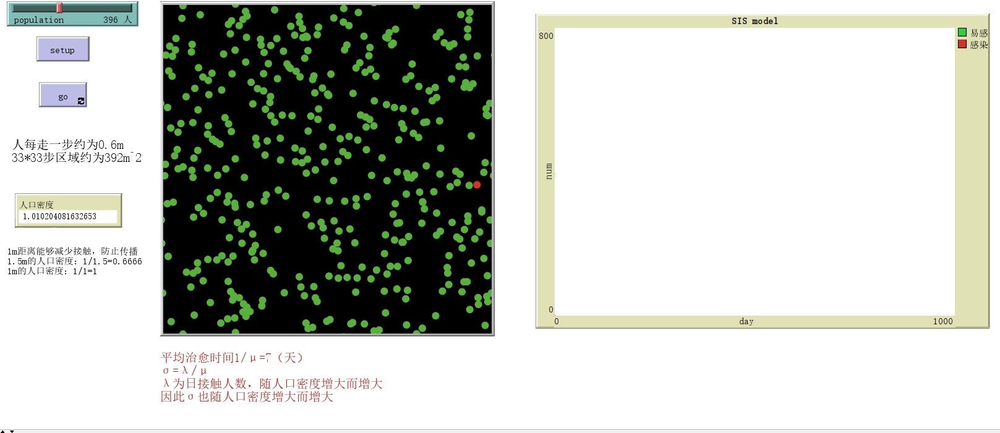 population 396 人
setup
go
人每走一步约为0.6m
33*33步区域约为392m^2
人口密度
1.010204081632653
1m距离能够减少接触，防止传播
1.5m的人口密度：1/1.5=0.6666
1m的人口密度：1/1=1
平均治愈时间1/μ=7（天）
σ=λ/μ
λ为日接触人数，随人口密度增大而增大
因此σ也随人口密度增大而增大
SIS model
800
num
0
0 day 1000
易感
感染